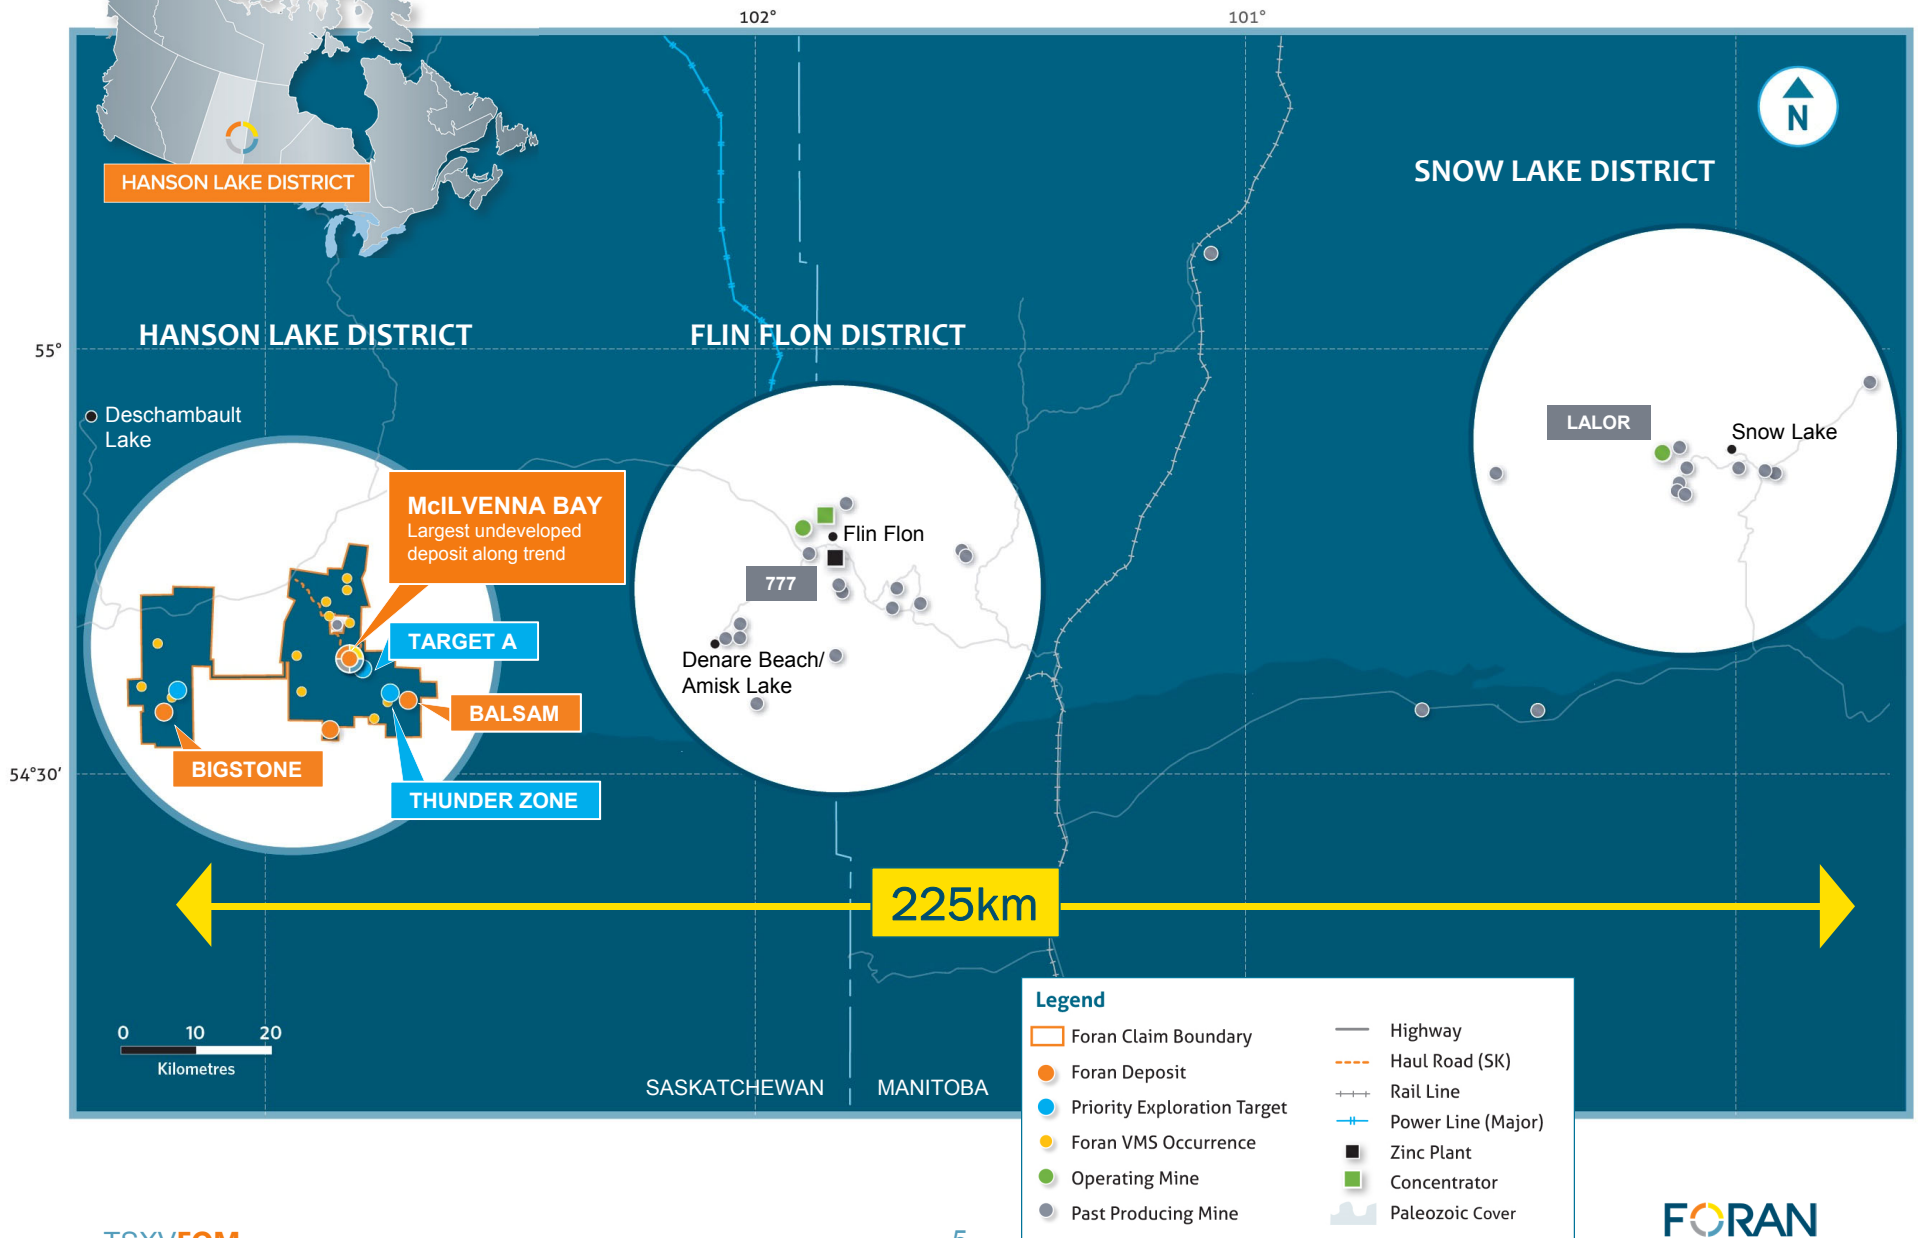 102°
101°
N
HANSON LAKE DISTRICT
SNOW LAKE DISTRICT
HANSON LAKE DISTRICT
FLIN FLON DISTRICT
55°
Deschambault
Lake
LALOR
Snow Lake
McILVENNA BAY
Largest undeveloped
deposit along trend
Flin Flon
777
TARGET A
Denare Beach/
Amisk Lake
BALSAM
BIGSTONE
54°30′
THUNDER ZONE
225km
0 10 20
Kilometres
SASKATCHEWAN
MANITOBA
Legend
Foran Claim Boundary
Foran Deposit
Priority Exploration Target
Foran VMS Occurrence
Operating Mine
Past Producing Mine
Highway
Haul Road (SK)
Rail Line
Power Line (Major)
Zinc Plant
Concentrator
Paleozoic Cover
FORAN